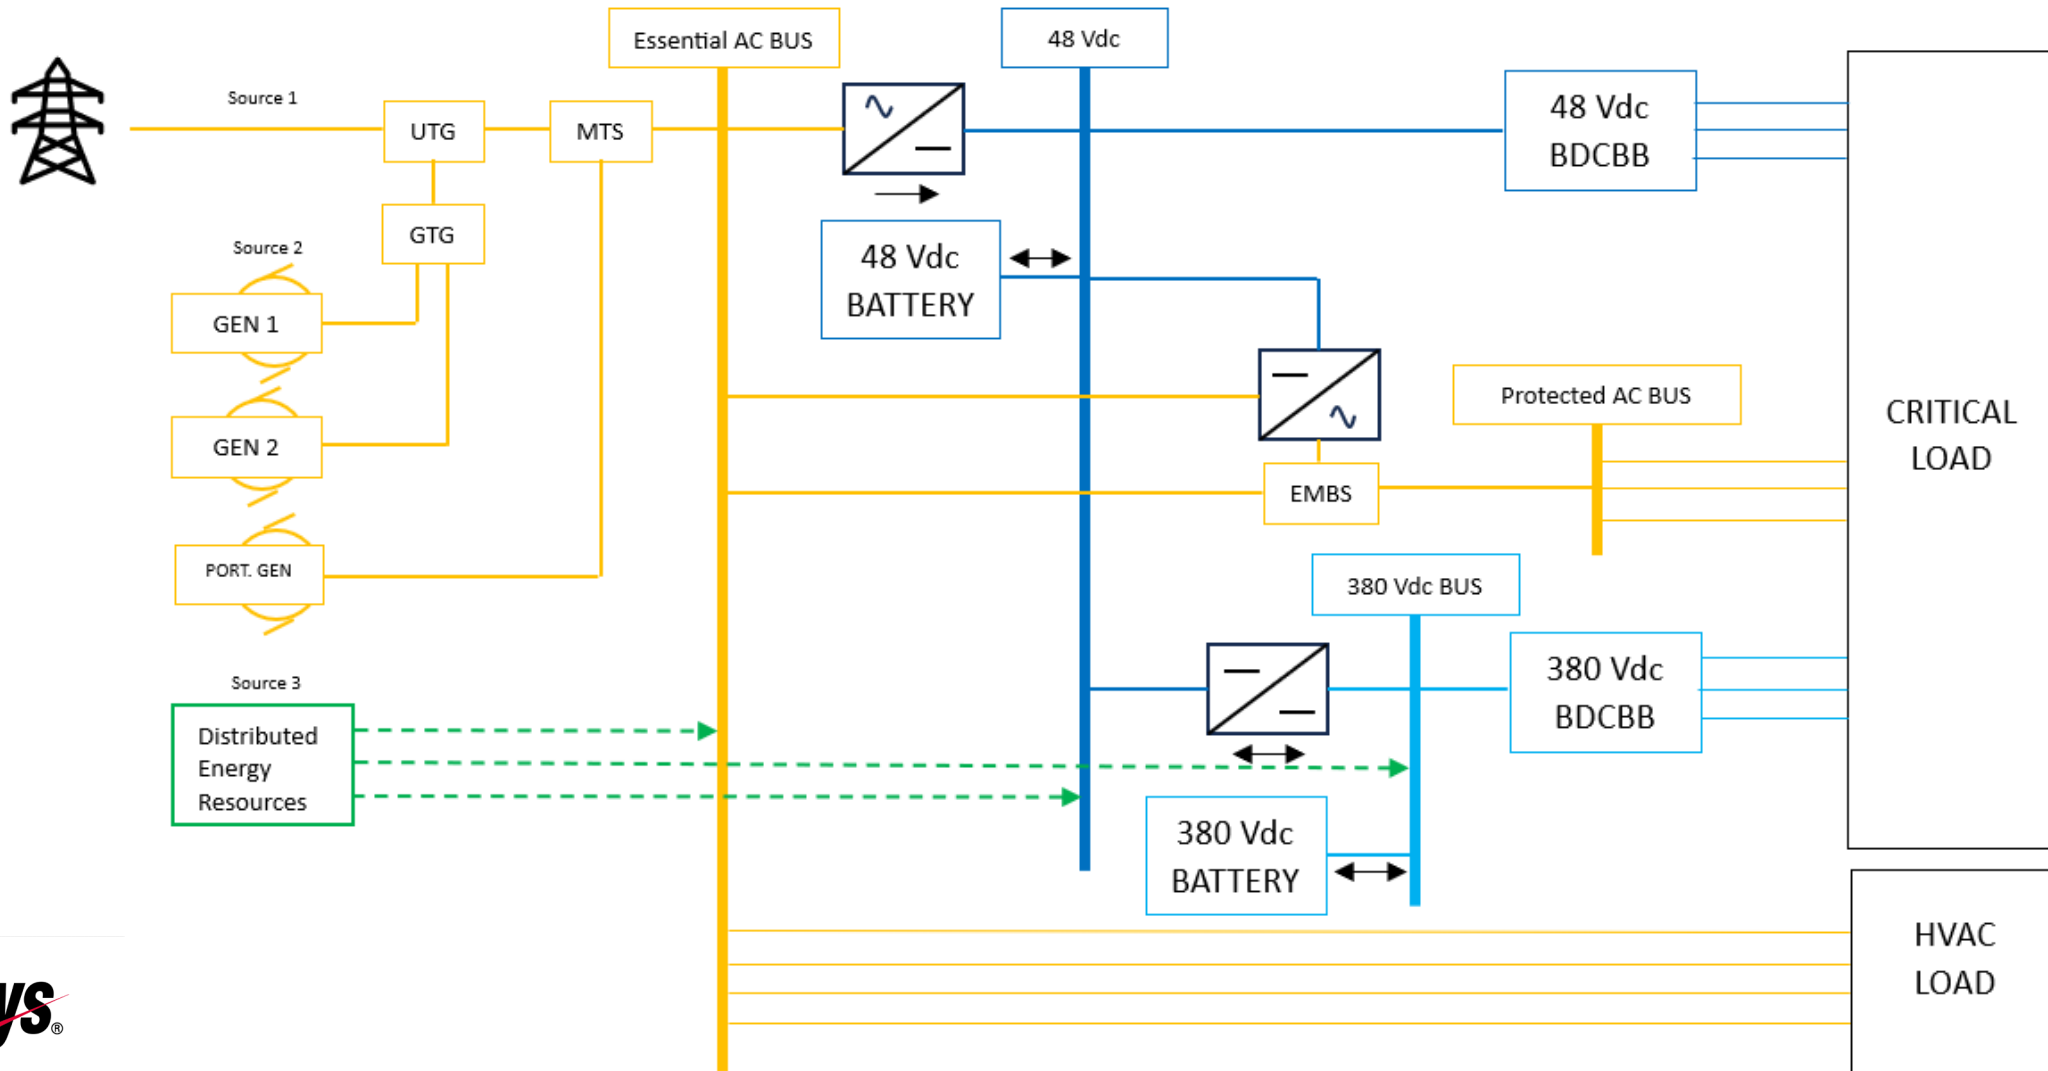 Essential AC BUS
48 Vdc
Source 1
UTG
MTS
48 Vdc
BDCBB
GTG
Source 2
GEN 1
48 Vdc
BATTERY
GEN 2
Protected AC BUS
CRITICAL
LOAD
EMBS
PORT. GEN
380 Vdc BUS
Source 3
Distributed
Energy
Resources
380 Vdc
BDCBB
380 Vdc
BATTERY
HVAC
LOAD
ys®